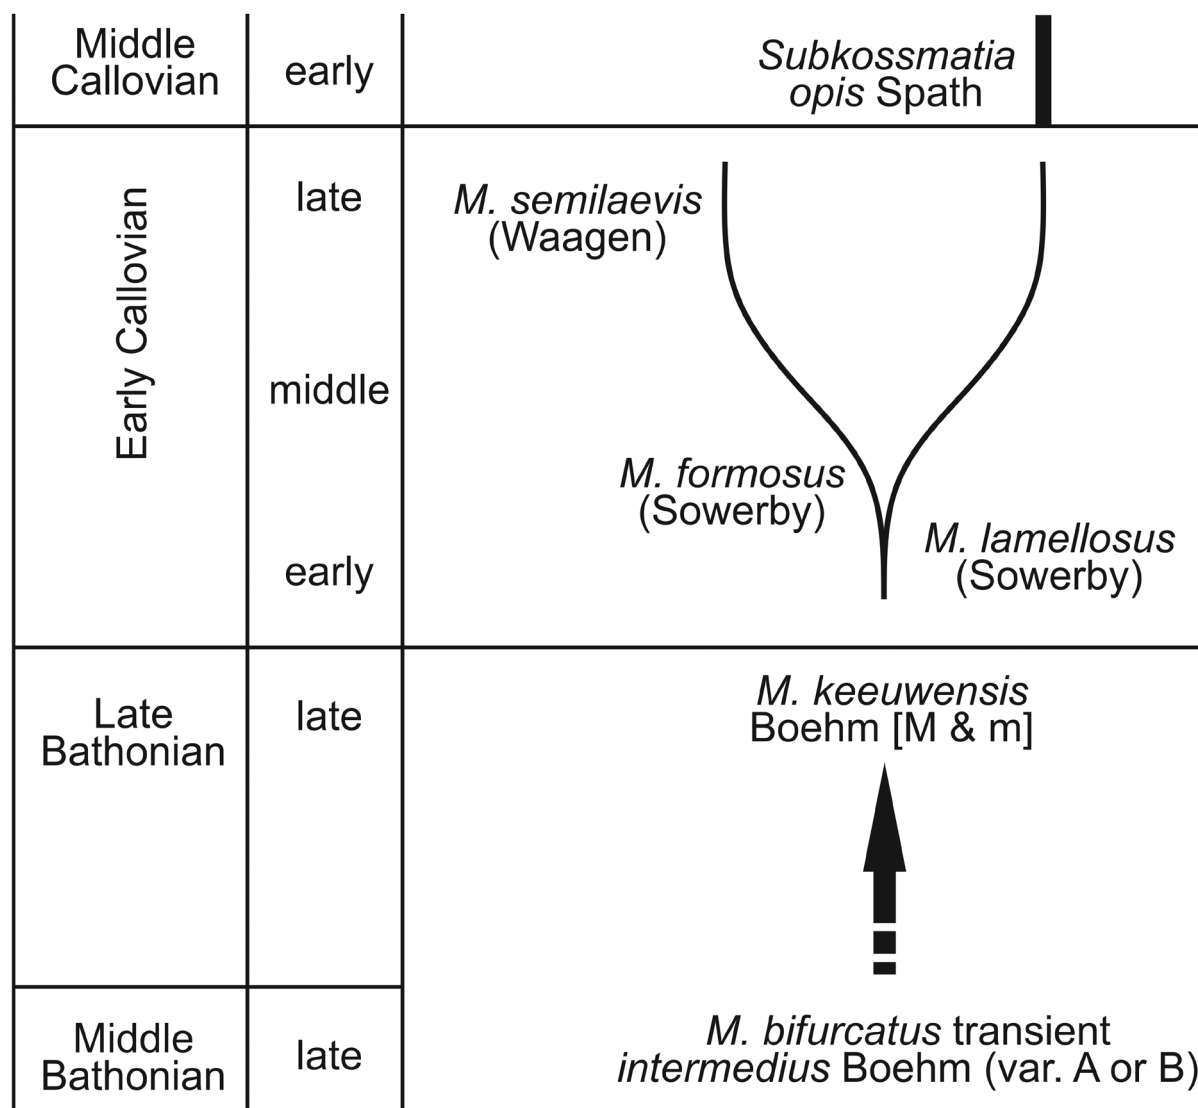 Middle
Callovian
early
Subkossmatia
opis Spath
Early Callovian
late
M. semilaevis
(Waagen)
middle
M. formosus
(Sowerby)
early
M. lamellosus
(Sowerby)
Late
Bathonian
late
M. keeuwensis
Boehm [M & m]
Middle
Bathonian
late
M. bifurcatus transient
intermedius Boehm (var. A or B)